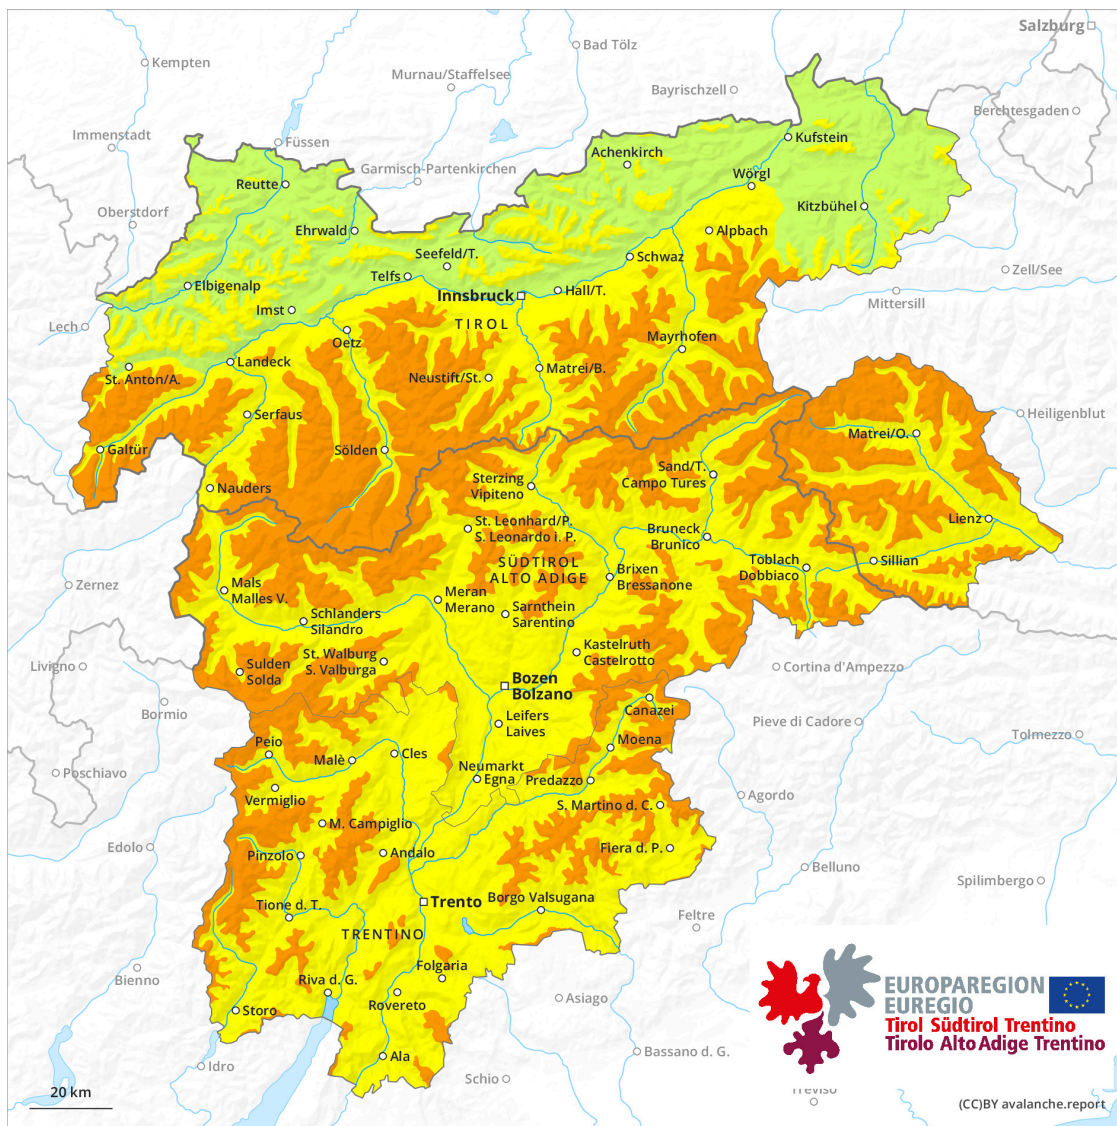 Salzburg
Bad Tölz
Kempten
Murnau/Staffelsee
Bayrischzell
Berchtesgaden
Immenstadt
Füssen
Kufstein
Achenkirch
Garmisch-Partenkirchen
Wörgl
Reutte
Kitzbühel
Oberstdorf
Ehrwald
Alpbach
Seefeld/T.
Schwaz
Zell/See
Telfs
Elbigenalp
Hall/T.
Innsbruck
Mittersill
Imst
Lech
TIROL
Oetz
Mayrhofen
Landeck
Matrei/B.
St. Anton/A.
Neustift/St.
Serfaus
Heiligenblut
Matrei/O.
Galtür
Sölden
Sand/T.
Campo Tures
Sterzing
Vipiteno
Nauders
Lienz
St. Leonhard/P.
S. Leonardo i. P.
Bruneck
Brunico
SÜDTIROL
ALTO ADIGE
Toblach
Dobbiaco
Sillian
Brixen
Bressanone
Zernez
Mals
Malles V.
Meran
Merano
Schlanders
Silandro
Sarnthein
Sarentino
Kastelruth
Castelrotto
St. Walburg
S. Valburga
Livigno
Sulden
Solda
Cortina d'Ampezzo
Bozen
Bolzano
Bormio
Canazei
Leifers
Laives
Pieve di Cadore
Tolmezzo
Peio
Moena
Cles
Malè
Poschiavo
Neumarkt
Egna
Predazzo
Vermiglio
Agordo
S. Martino d. C.
M. Campiglio
Edolo
Fiera d. P.
Pinzolo
Andalo
Belluno
Spilimbergo
Borgo Valsugana
Trento
Tione d. T.
Feltre
TRENTINO
Folgaria
Bienno
Riva d. G.
Rovereto
Asiago
Storo
Ala
Bassano d. G.
Idro
Schio
Treviso
EUROPAREGION
EUREGIO
Tirol Südtirol Trentino
Tirolo Alto Adige Trentino
20 km
(CC)BY avalanche.report